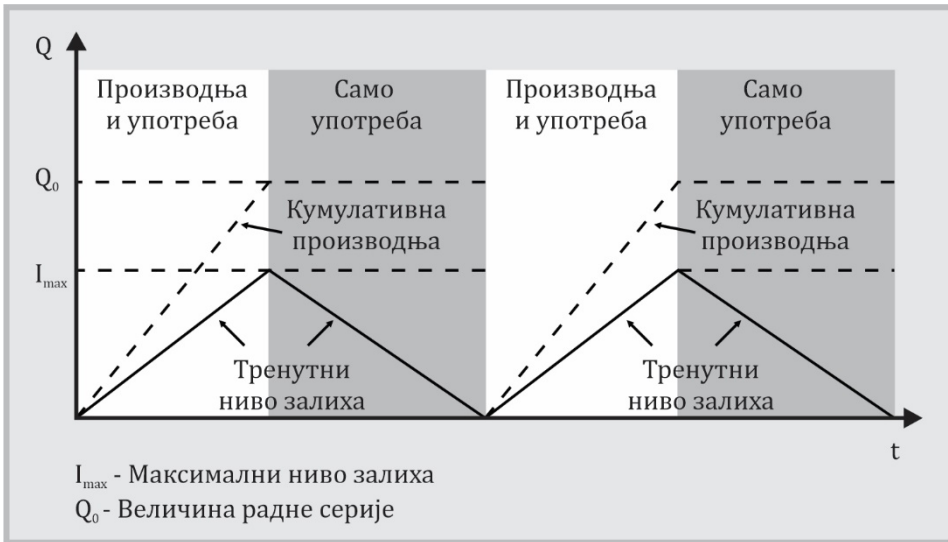 Q
Производња
и употреба
Само
употреба
Производња
и употреба
Само
употреба
Q₀
Кумулативна
производња
Кумулативна
производња
Imax
Тренутни
ниво залиха
Тренутни
ниво залиха
t
Imax - Максимални ниво залиха
Q₀ - Величина радне серије